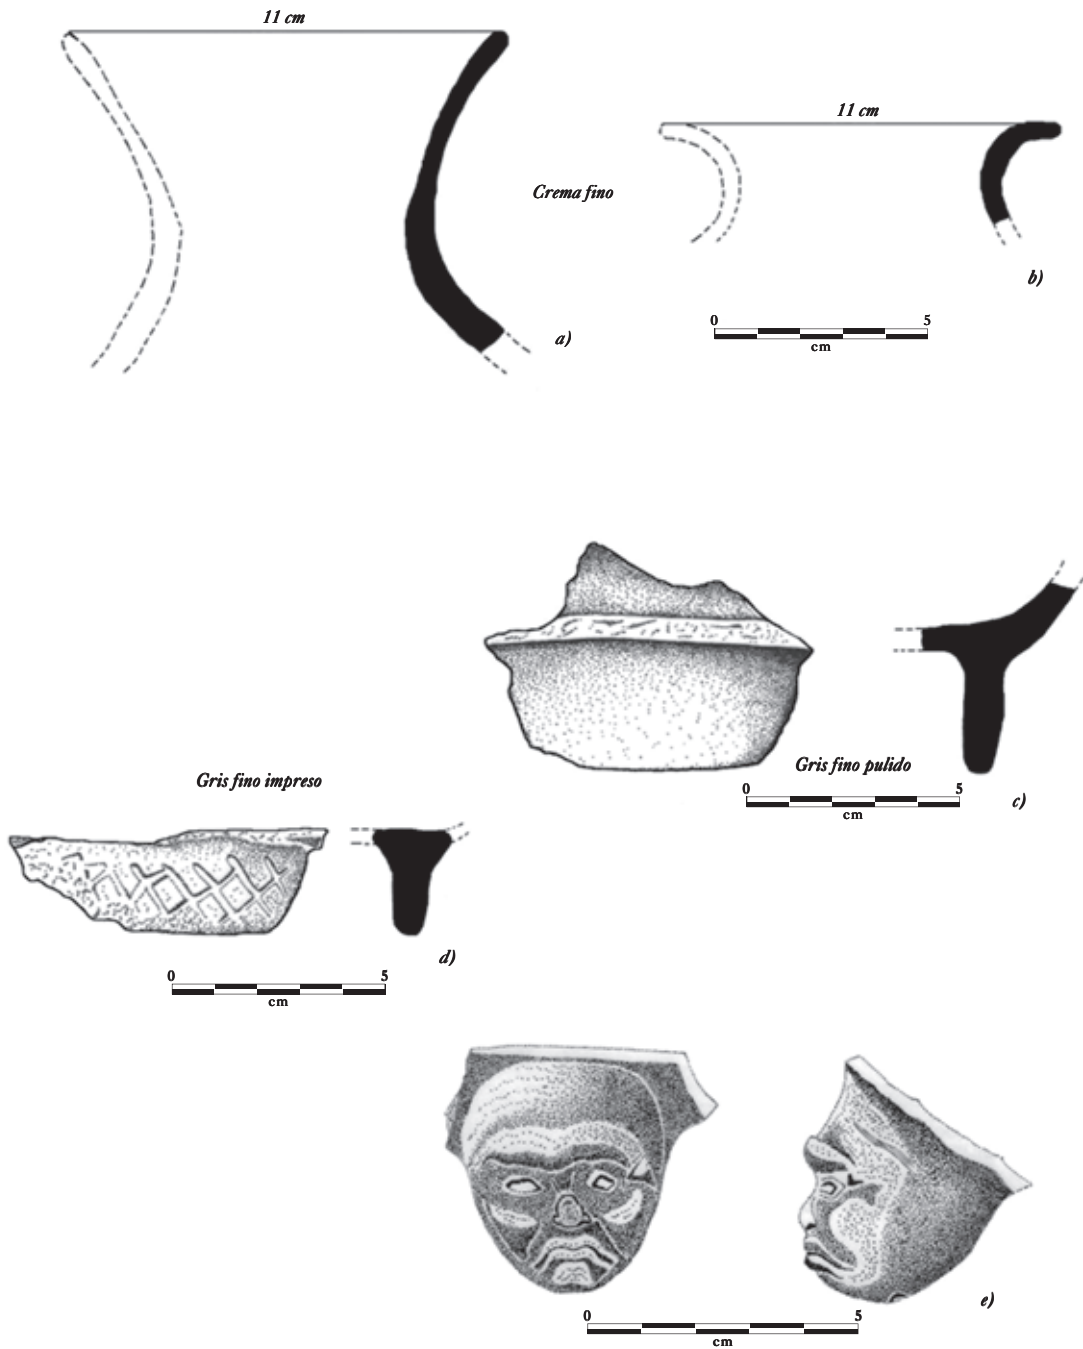 11 cm
11 cm
Crema fino
b)
0 5
cm
a)
Gris fino pulido
0 5
cm
c)
Gris fino impreso
d)
0 5
cm
e)
0 5
cm